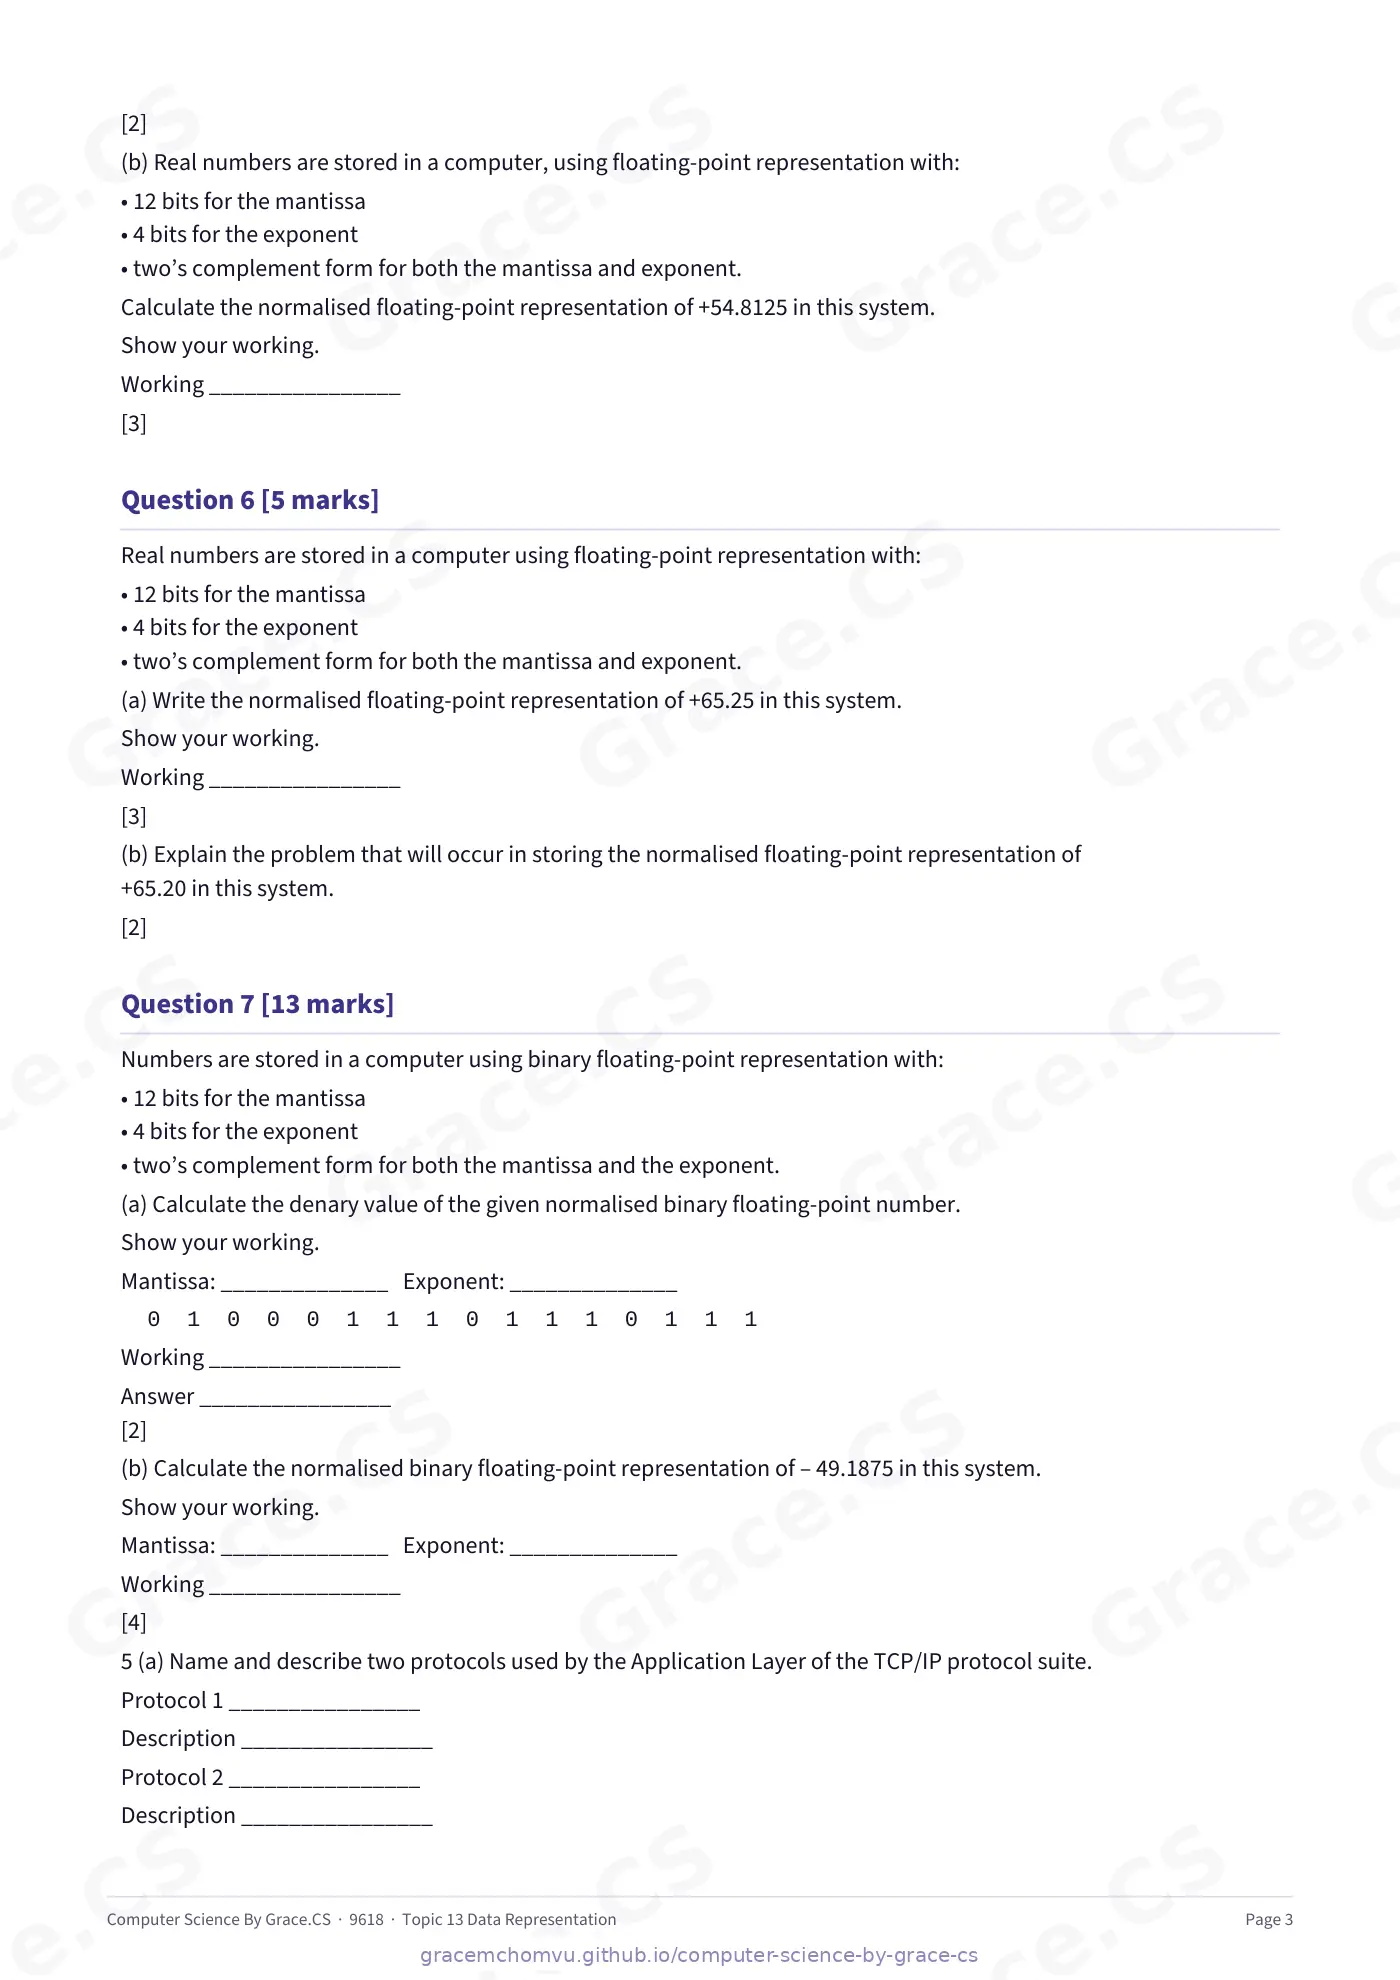 [2]
(b) Real numbers are stored in a computer, using floating-point representation with:
• 12 bits for the mantissa
• 4 bits for the exponent
• two’s complement form for both the mantissa and exponent.
Calculate the normalised floating-point representation of +54.8125 in this system.
Show your working.
Working ________________
[3]
Question 6 [5 marks]
Real numbers are stored in a computer using floating-point representation with:
• 12 bits for the mantissa
• 4 bits for the exponent
• two’s complement form for both the mantissa and exponent.
(a) Write the normalised floating-point representation of +65.25 in this system.
Show your working.
Working ________________
[3]
(b) Explain the problem that will occur in storing the normalised floating-point representation of
+65.20 in this system.
[2]
Question 7 [13 marks]
Numbers are stored in a computer using binary floating-point representation with:
• 12 bits for the mantissa
• 4 bits for the exponent
• two’s complement form for both the mantissa and the exponent.
(a) Calculate the denary value of the given normalised binary floating-point number.
Show your working.
Mantissa: ______________ Exponent: ______________
0 1 0 0 0 1 1 1 0 1 1 1 0 1 1 1
Working ________________
Answer ________________
[2]
(b) Calculate the normalised binary floating-point representation of – 49.1875 in this system.
Show your working.
Mantissa: ______________ Exponent: ______________
Working ________________
[4]
5 (a) Name and describe two protocols used by the Application Layer of the TCP/IP protocol suite.
Protocol 1 ________________
Description ________________
Protocol 2 ________________
Description ________________
Computer Science By Grace.CS · 9618 · Topic 13 Data Representation Page 3
gracemchomvu.github.io/computer-science-by-grace-cs